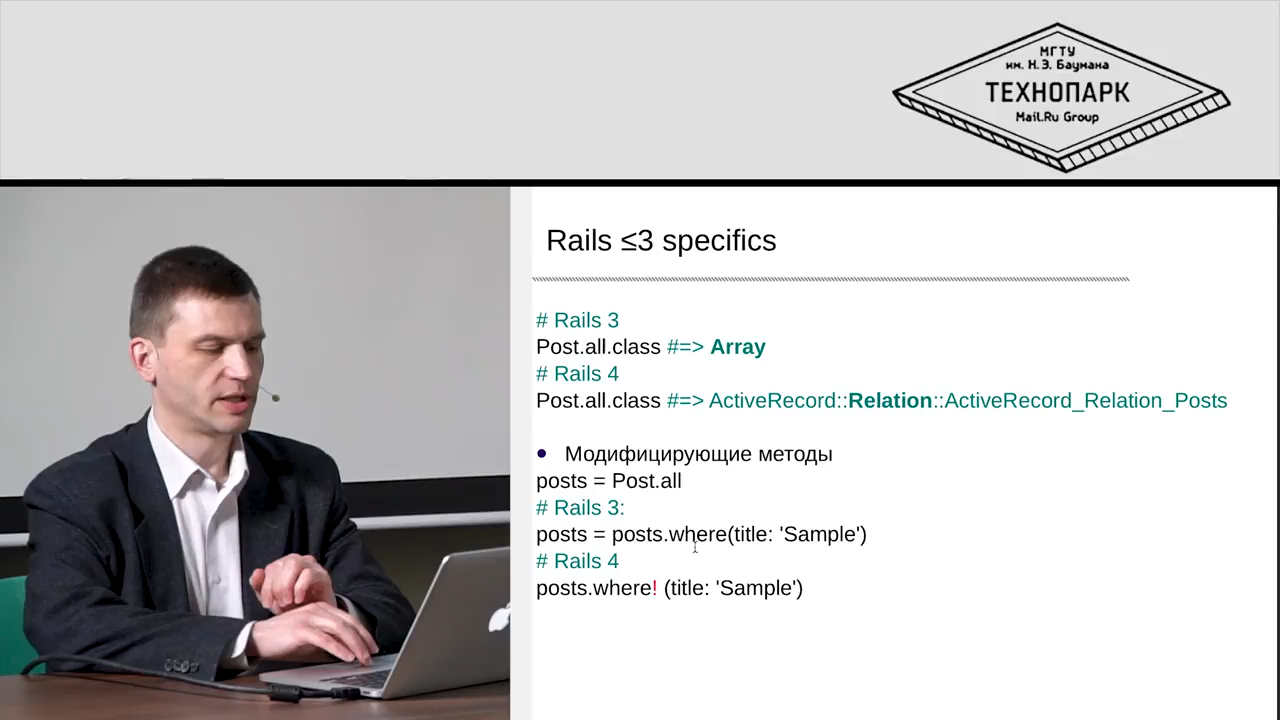 МГТУ
им. Н.Э. Баумана
ТЕХНОПАРК
Mail.Ru Group
Rails ≤3 specifics
# Rails 3
Post.all.class #=> Array
# Rails 4
Post.all.class #=> ActiveRecord::Relation::ActiveRecord_Relation_Posts
• Модифицирующие методы
posts = Post.all
# Rails 3:
posts = posts.where(title: 'Sample')
# Rails 4
posts.where! (title: 'Sample')